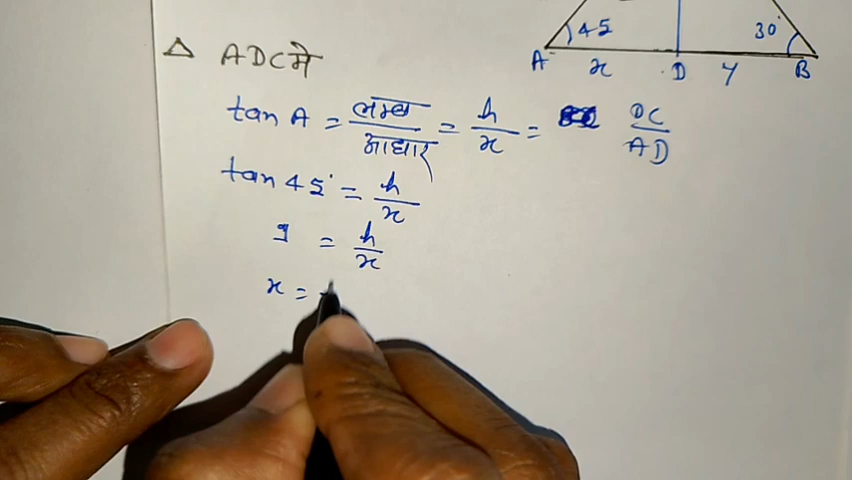 45 30°
A x D y B
△ ADC मे
tan A = लम्ब/आधार = h/x = DC/AD
tan 45° = h/x
1 = h/x
x =